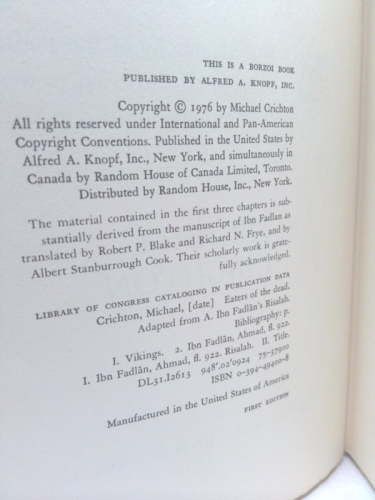 THIS IS A BORZOI BOOK
PUBLISHED BY ALFRED A. KNOPF, INC.
Copyright © 1976 by Michael Crichton
All rights reserved under International and Pan-American
Copyright Conventions. Published in the United States by
Alfred A. Knopf, Inc., New York, and simultaneously in
Canada by Random House of Canada Limited, Toronto.
Distributed by Random House, Inc., New York.
The material contained in the first three chapters is sub-
stantially derived from the manuscript of Ibn Fadlan as
translated by Robert P. Blake and Richard N. Frye, and by
Albert Stanburrough Cook. Their scholarly work is grate-
fully acknowledged.
LIBRARY OF CONGRESS CATALOGING IN PUBLICATION DATA
Crichton, Michael, [date] Eaters of the dead.
Adapted from A. Ibn Fadlān's Risalah.
Bibliography: p.
1. Vikings. 2. Ibn Fadlān, Ahmad, fl. 922.
I. Ibn Fadlān, Ahmad, fl. 922. Risalah. II. Title.
DL31.I2613 948'.02'0924 75-37900
ISBN 0-394-49400-8
Manufactured in the United States of America
FIRST EDITION